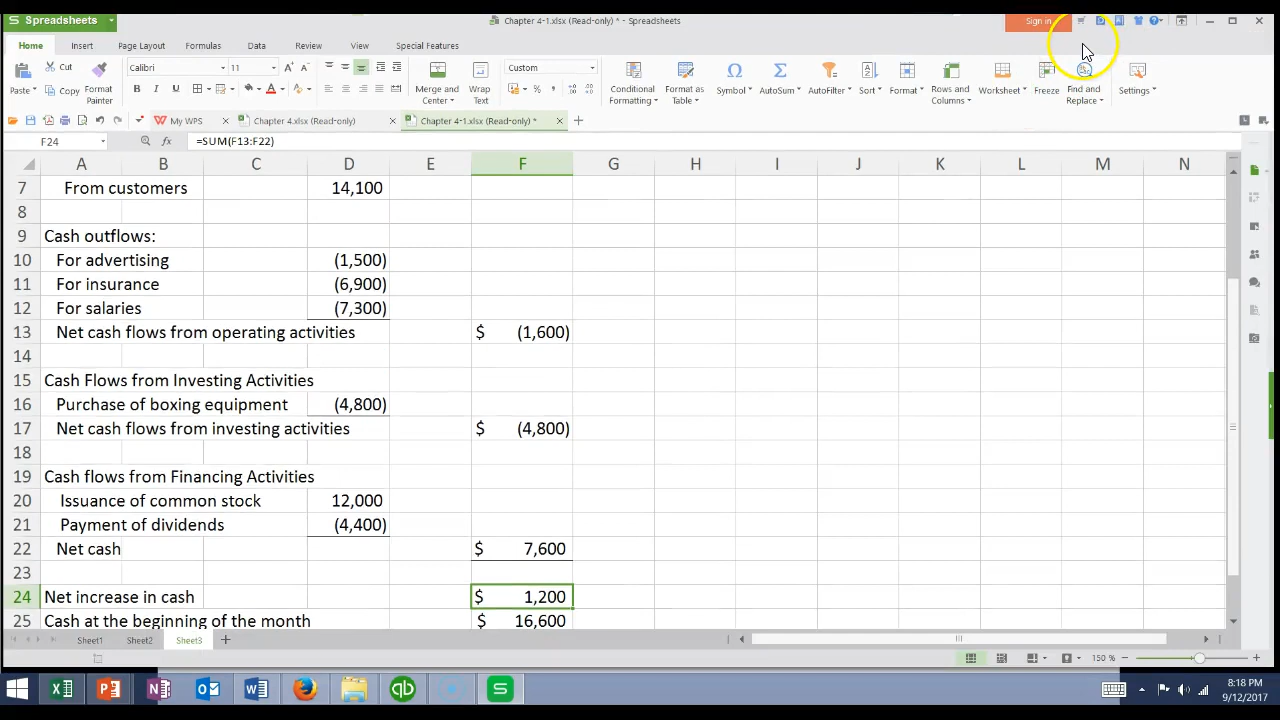 S Spreadsheets
Chapter 4-1.xlsx (Read-only) * - Spreadsheets
Sign in
Home Insert Page Layout Formulas Data Review View Special Features
Paste Cut Copy Format Painter Calibri 11 B I U A Merge and Center Wrap Text Custom % Conditional Formatting Format as Table Symbol AutoSum AutoFilter Sort Format Rows and Columns Worksheet Freeze Find and Replace Settings
My WPS Chapter 4.xlsx (Read-only) Chapter 4-1.xlsx (Read-only) *
F24 fx =SUM(F13:F22)
A B C D E F G H I J K L M N
7 From customers 14,100
8
9 Cash outflows:
10 For advertising (1,500)
11 For insurance (6,900)
12 For salaries (7,300)
13 Net cash flows from operating activities $ (1,600)
14
15 Cash Flows from Investing Activities
16 Purchase of boxing equipment (4,800)
17 Net cash flows from investing activities $ (4,800)
18
19 Cash flows from Financing Activities
20 Issuance of common stock 12,000
21 Payment of dividends (4,400)
22 Net cash $ 7,600
23
24 Net increase in cash $ 1,200
25 Cash at the beginning of the month $ 16,600
Sheet1 Sheet2 Sheet3
150 %
8:18 PM
9/12/2017